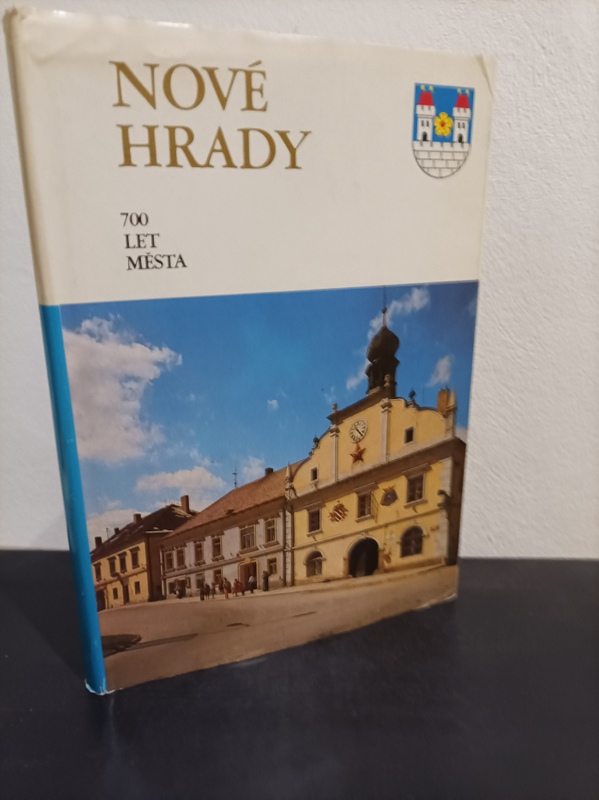 NOVÉ
HRADY
700
LET
MĚSTA